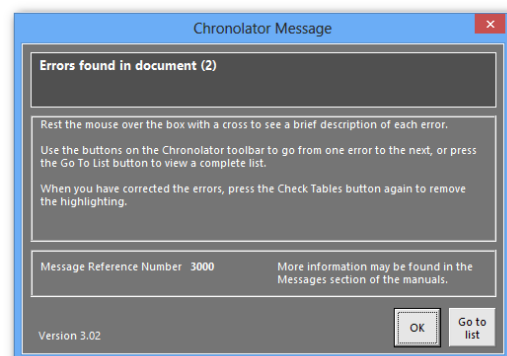 Chronolator Message
Errors found in document (2)
Rest the mouse over the box with a cross to see a brief description of each error.
Use the buttons on the Chronolator toolbar to go from one error to the next, or press
the Go To List button to view a complete list.
When you have corrected the errors, press the Check Tables button again to remove
the highlighting.
Message Reference Number 3000
More information may be found in the
Messages section of the manuals.
Version 3.02
OK
Go to
list